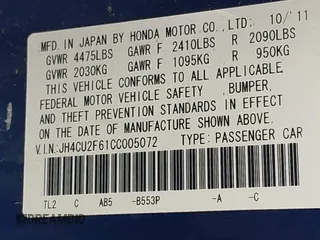 MFD. IN JAPAN BY HONDA MOTOR CO., LTD: 10/'11
GVWR 4475LBS GAWR F 2410LBS R 2090LBS
GVWR 2030KG GAWR F 1095KG R 950KG
THIS VEHICLE CONFORMS TO ALL APPLICABLE
FEDERAL MOTOR VEHICLE SAFETY ,BUMPER,
AND THEFT PREVENTION STANDARDS IN EFFECT
ON THE DATE OF MANUFACTURE SHOWN ABOVE
V.I.N:JH4CU2F61CC005072 TYPE: PASSENGER CAR
TL2 C AB5 -B553P -A -C